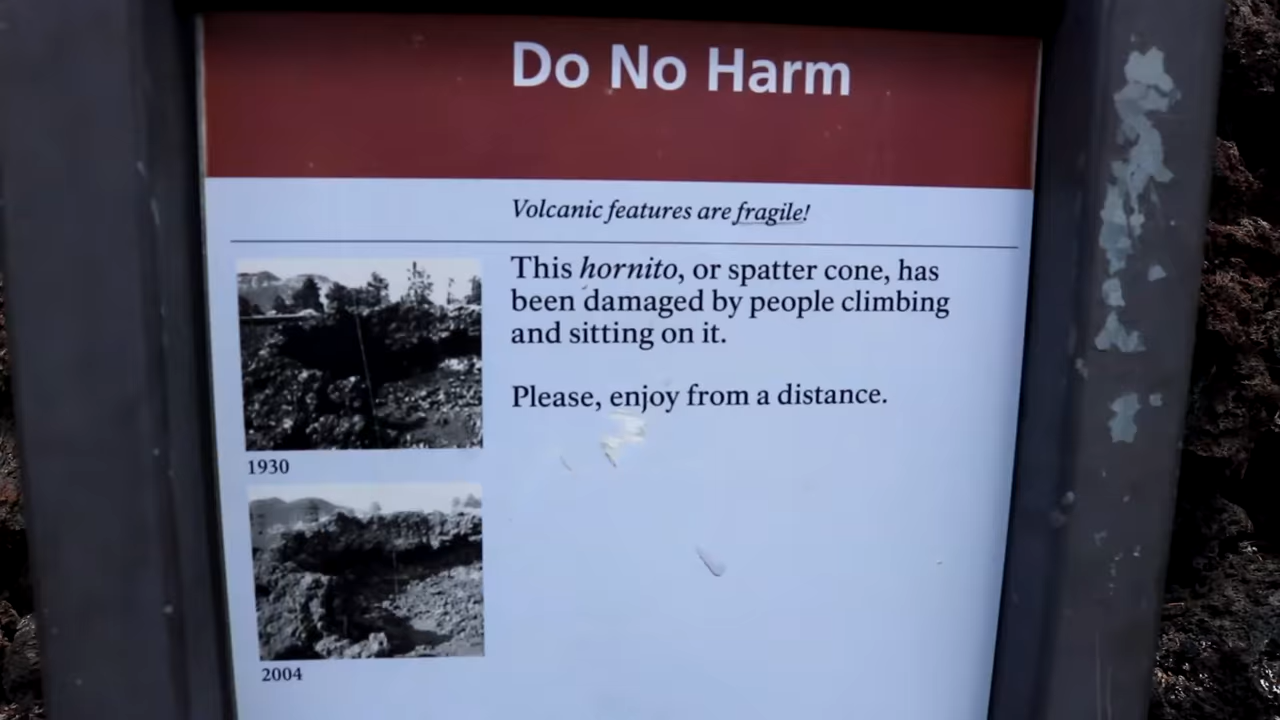 Do No Harm
Volcanic features are fragile!
This hornito, or spatter cone, has
been damaged by people climbing
and sitting on it.
Please, enjoy from a distance.
1930
2004